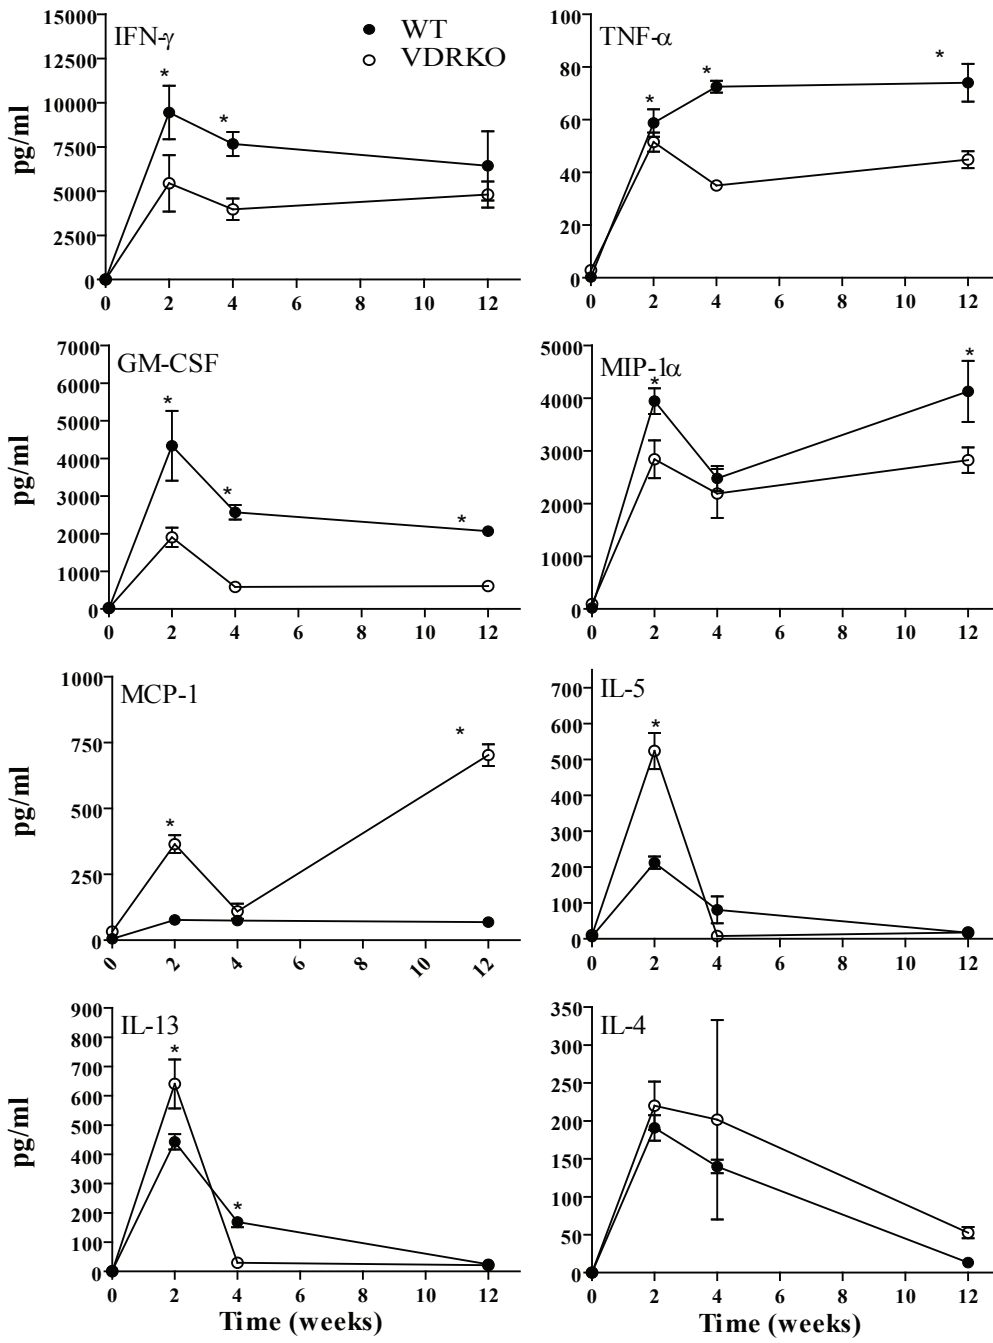 IFN-γ
● WT
○ VDRKO
pg/ml
15000
12500
10000
7500
5000
2500
0
* *
0 2 4 6 8 10 12
TNF-α
100
80
60
40
20
0
* * *
0 2 4 6 8 10 12
GM-CSF
pg/ml
7000
6000
5000
4000
3000
2000
1000
0
* * *
0 2 4 6 8 10 12
MIP-1α
5000
4000
3000
2000
1000
0
* *
0 2 4 6 8 10 12
MCP-1
pg/ml
1000
750
500
250
0
* *
0 2 4 6 8 10 12
IL-5
700
600
500
400
300
200
100
0
*
0 2 4 6 8 10 12
IL-13
pg/ml
900
800
700
600
500
400
300
200
100
0
* *
0 2 4 6 8 10 12
Time (weeks)
IL-4
350
300
250
200
150
100
50
0
0 2 4 6 8 10 12
Time (weeks)